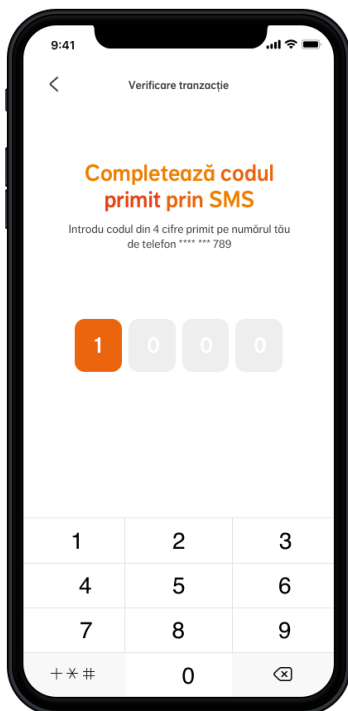 9:41
Verificare tranzacție
Completează codul
primit prin SMS
Introdu codul din 4 cifre primit pe numărul tău
de telefon **** *** 789
1 0 0 0
1 2 3
4 5 6
7 8 9
+*# 0